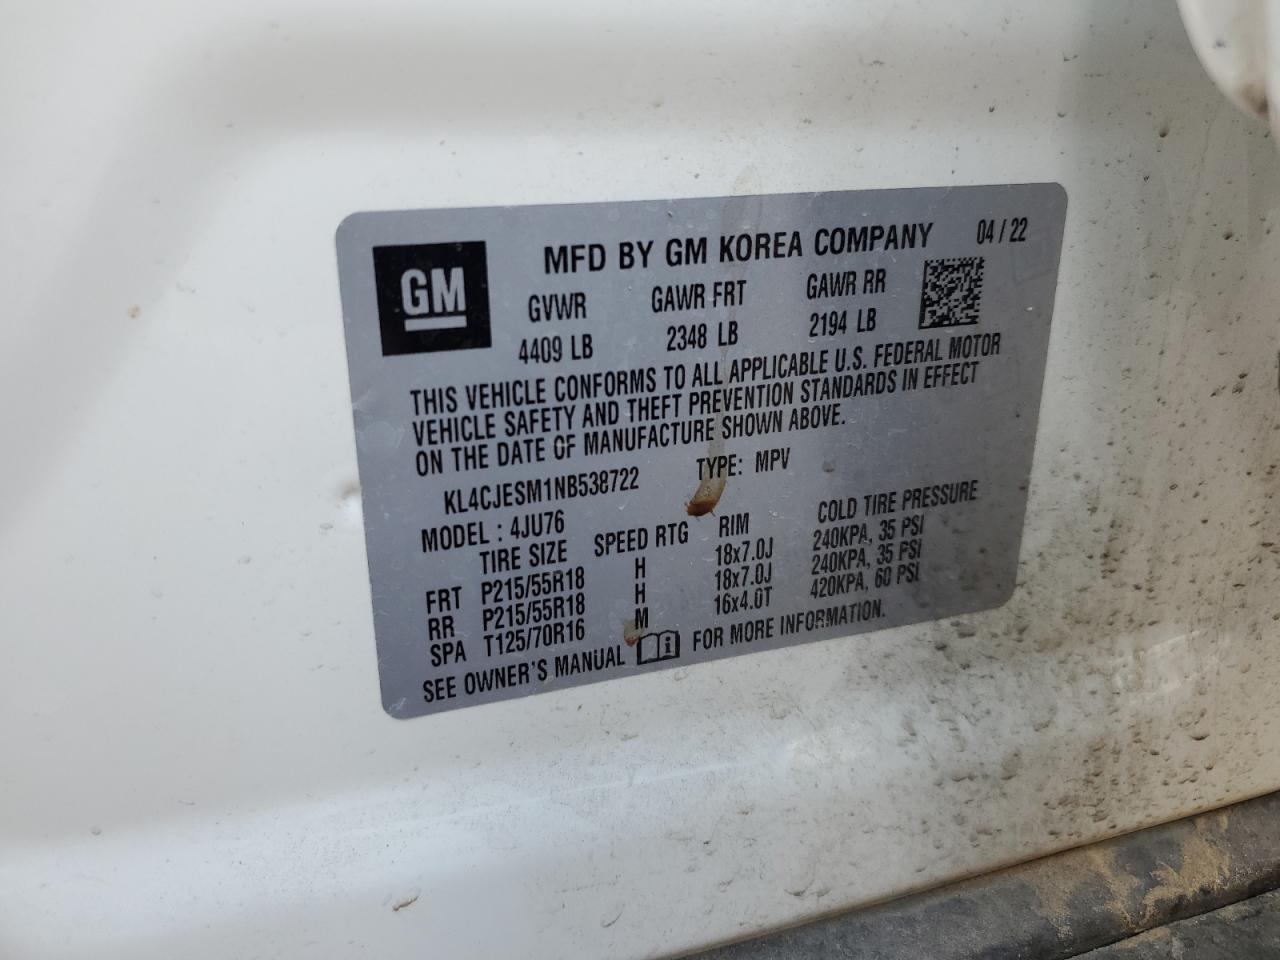 GM
MFD BY GM KOREA COMPANY 04 / 22
GVWR GAWR FRT GAWR RR
4409 LB 2348 LB 2194 LB
THIS VEHICLE CONFORMS TO ALL APPLICABLE U.S. FEDERAL MOTOR
VEHICLE SAFETY AND THEFT PREVENTION STANDARDS IN EFFECT
ON THE DATE OF MANUFACTURE SHOWN ABOVE.
KL4CJESM1NB538722 TYPE: MPV
MODEL : 4JU76
TIRE SIZE SPEED RTG RIM COLD TIRE PRESSURE
FRT P215/55R18 H 18x7.0J 240KPA, 35 PSI
RR P215/55R18 H 18x7.0J 240KPA, 35 PSI
SPA T125/70R16 M 16x4.0T 420KPA, 60 PSI
SEE OWNER'S MANUAL i FOR MORE INFORMATION.